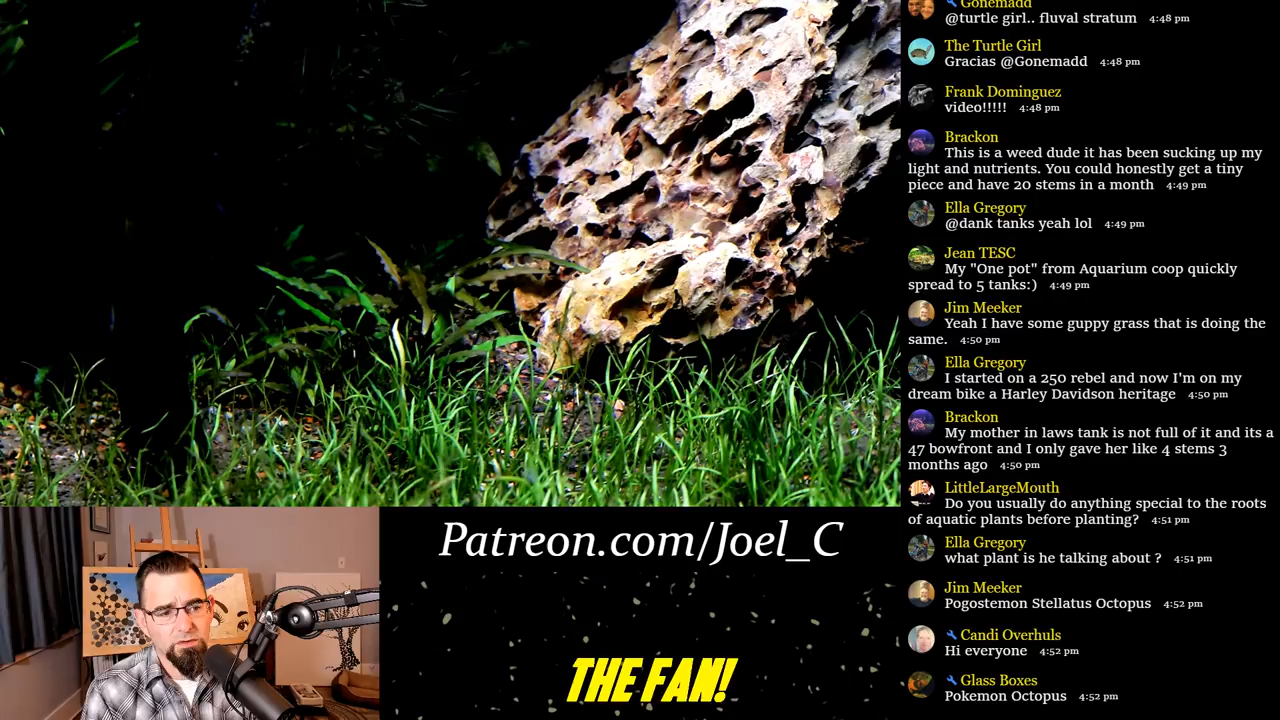 Gonemadd
@turtle girl.. fluval stratum 4:48 pm
The Turtle Girl
Gracias @Gonemadd 4:48 pm
Frank Dominguez
video!!!!! 4:49 pm
Brackon
This is a weed dude it has been sucking up my
light and nutrients. You could honestly get a tiny
piece and have 20 stems in a month 4:49 pm
Ella Gregory
@dank tanks yeah lol 4:49 pm
Jean TESC
My "One pot" from Aquarium coop quickly
spread to 5 tanks:) 4:49 pm
Jim Meeker
Yeah I have some guppy grass that is doing the
same. 4:50 pm
Ella Gregory
I started on a 250 rebel and now I'm on my
dream bike a Harley Davidson heritage 4:50 pm
Brackon
My mother in laws tank is not full of it and its a
47 bowfront and I only gave her like 4 stems 3
months ago 4:50 pm
LittleLargeMouth
Do you usually do anything special to the roots
of aquatic plants before planting? 4:51 pm
Ella Gregory
what plant is he talking about ? 4:51 pm
Jim Meeker
Pogostemon Stellatus Octopus 4:52 pm
Candi Overhuls
Hi everyone 4:52 pm
Glass Boxes
Pokemon Octopus 4:52 pm
Patreon.com/Joel_C
THE FAN!